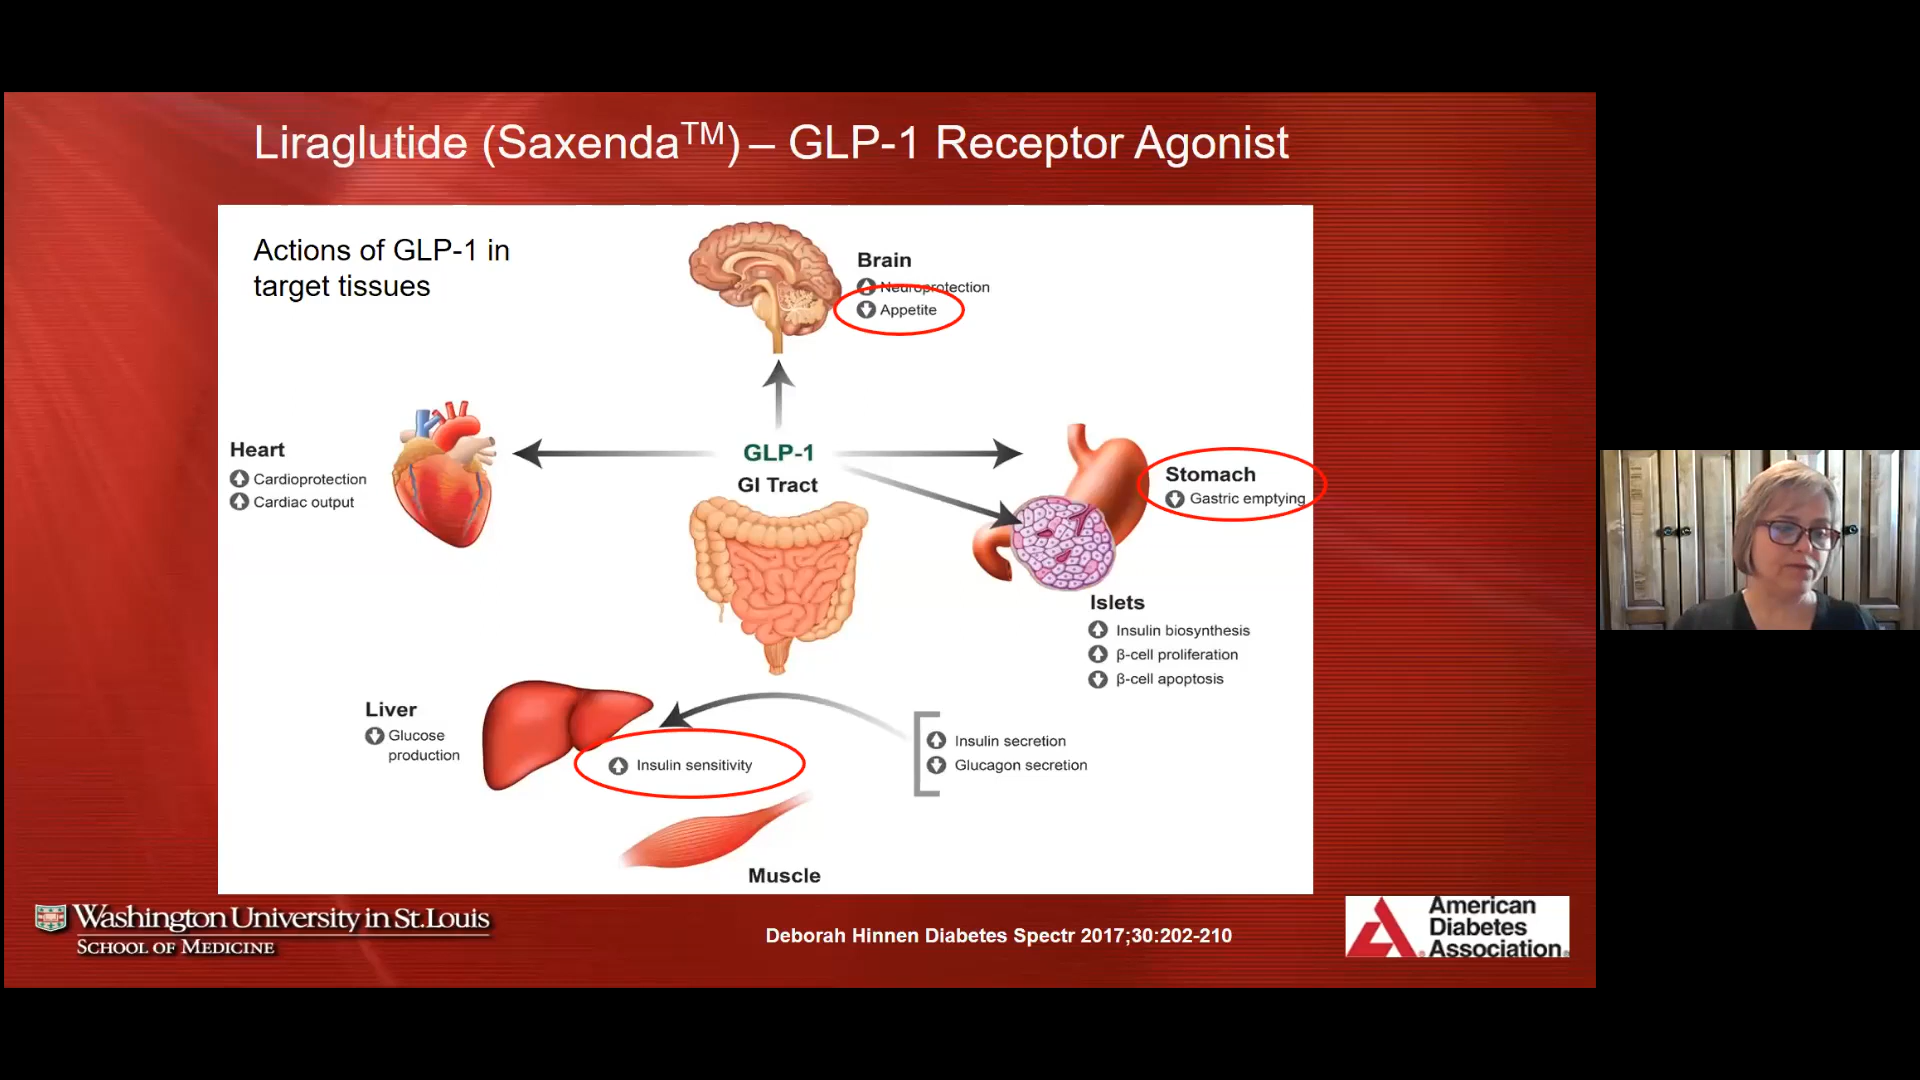 Liraglutide (Saxenda™) – GLP-1 Receptor Agonist
Actions of GLP-1 in
target tissues
Brain
Neuroprotection
Appetite
Heart
Cardioprotection
Cardiac output
GLP-1
GI Tract
Stomach
Gastric emptying
Islets
Insulin biosynthesis
β-cell proliferation
β-cell apoptosis
Liver
Glucose
production
Insulin sensitivity
Insulin secretion
Glucagon secretion
Muscle
Washington University in St. Louis
SCHOOL OF MEDICINE
Deborah Hinnen Diabetes Spectr 2017;30:202-210
American
Diabetes
Association®